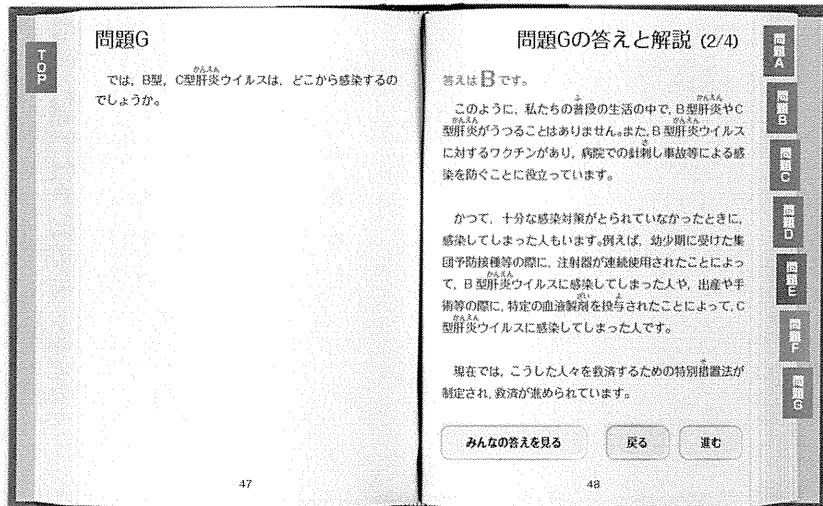 TOP
問題G
では，B型，C型肝炎ウイルスは，どこから感染するの
でしょうか。
47
問題Gの答えと解説 (2/4)
答えはBです。
このように，私たちの普段の生活の中で，B型肝炎やC
型肝炎がうつることはありません。また，B型肝炎ウイルス
に対するワクチンがあり，病院での針刺し事故等による感
染を防ぐことに役立っています。
かつて，十分な感染対策がとられていなかったときに，
感染してしまった人もいます。例えば，幼少期に受けた集
団予防接種等の際に，注射器が連続使用されたことによっ
て，B型肝炎ウイルスに感染してしまった人や，出産や手
術等の際に，特定の血液製剤を投与されたことによって，C
型肝炎ウイルスに感染してしまった人です。
現在では，こうした人々を救済するための特別措置法が
制定され，救済が進められています。
みんなの答えを見る
戻る
進む
48
問題A
問題B
問題C
問題D
問題E
問題F
問題G